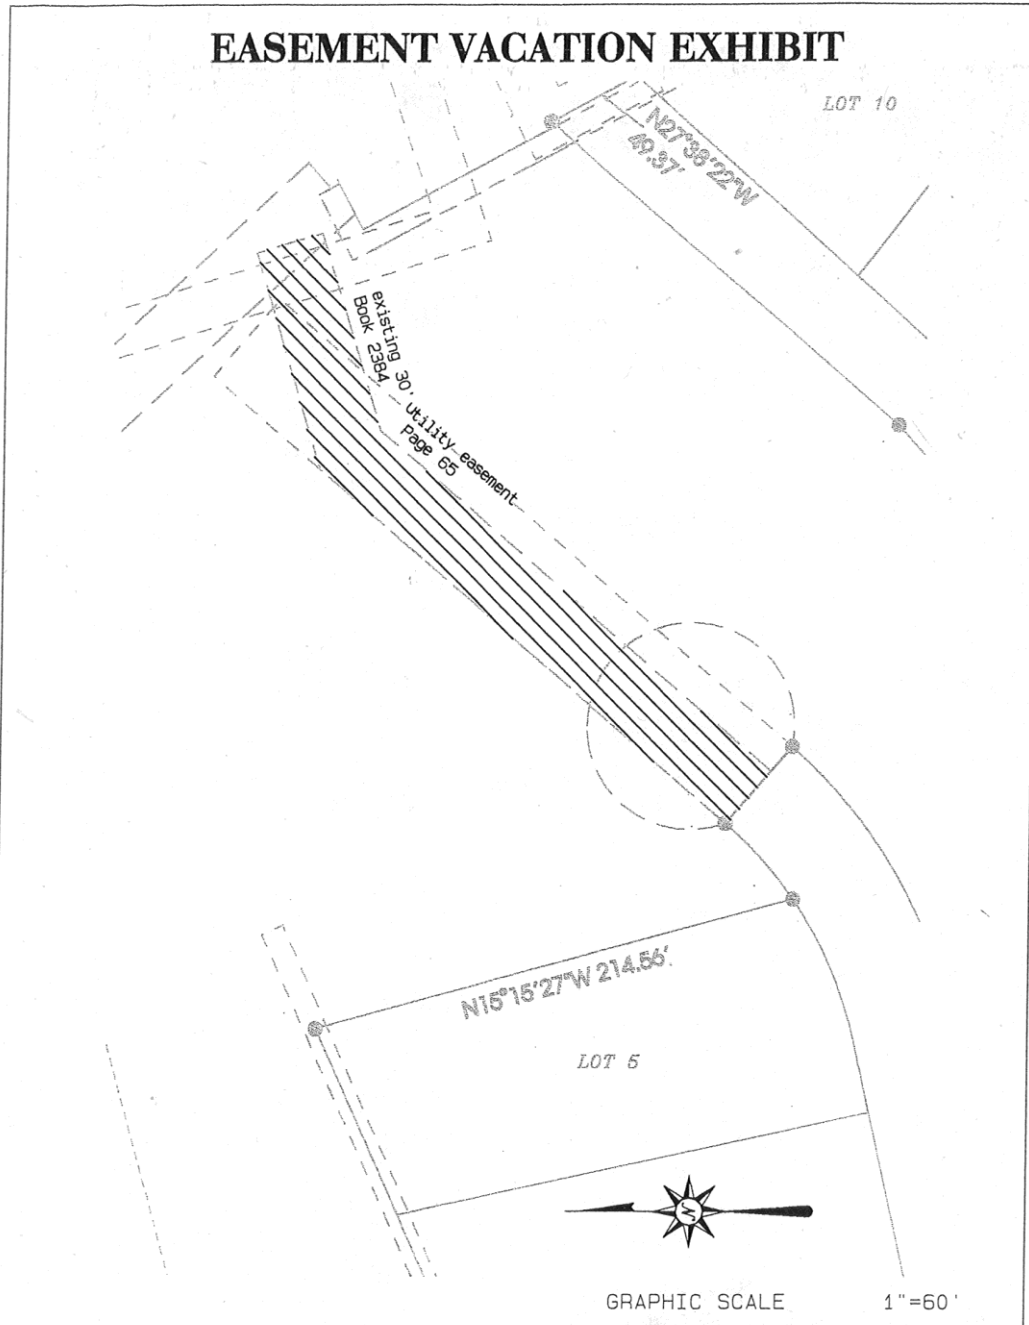 EASEMENT VACATION EXHIBIT
LOT 10
N27°38'22"W
49.37'
existing 30' utility easement
Book 2384 Page 65
N15°15'27"W 214.56'
LOT 5
N
GRAPHIC SCALE 1"=60'